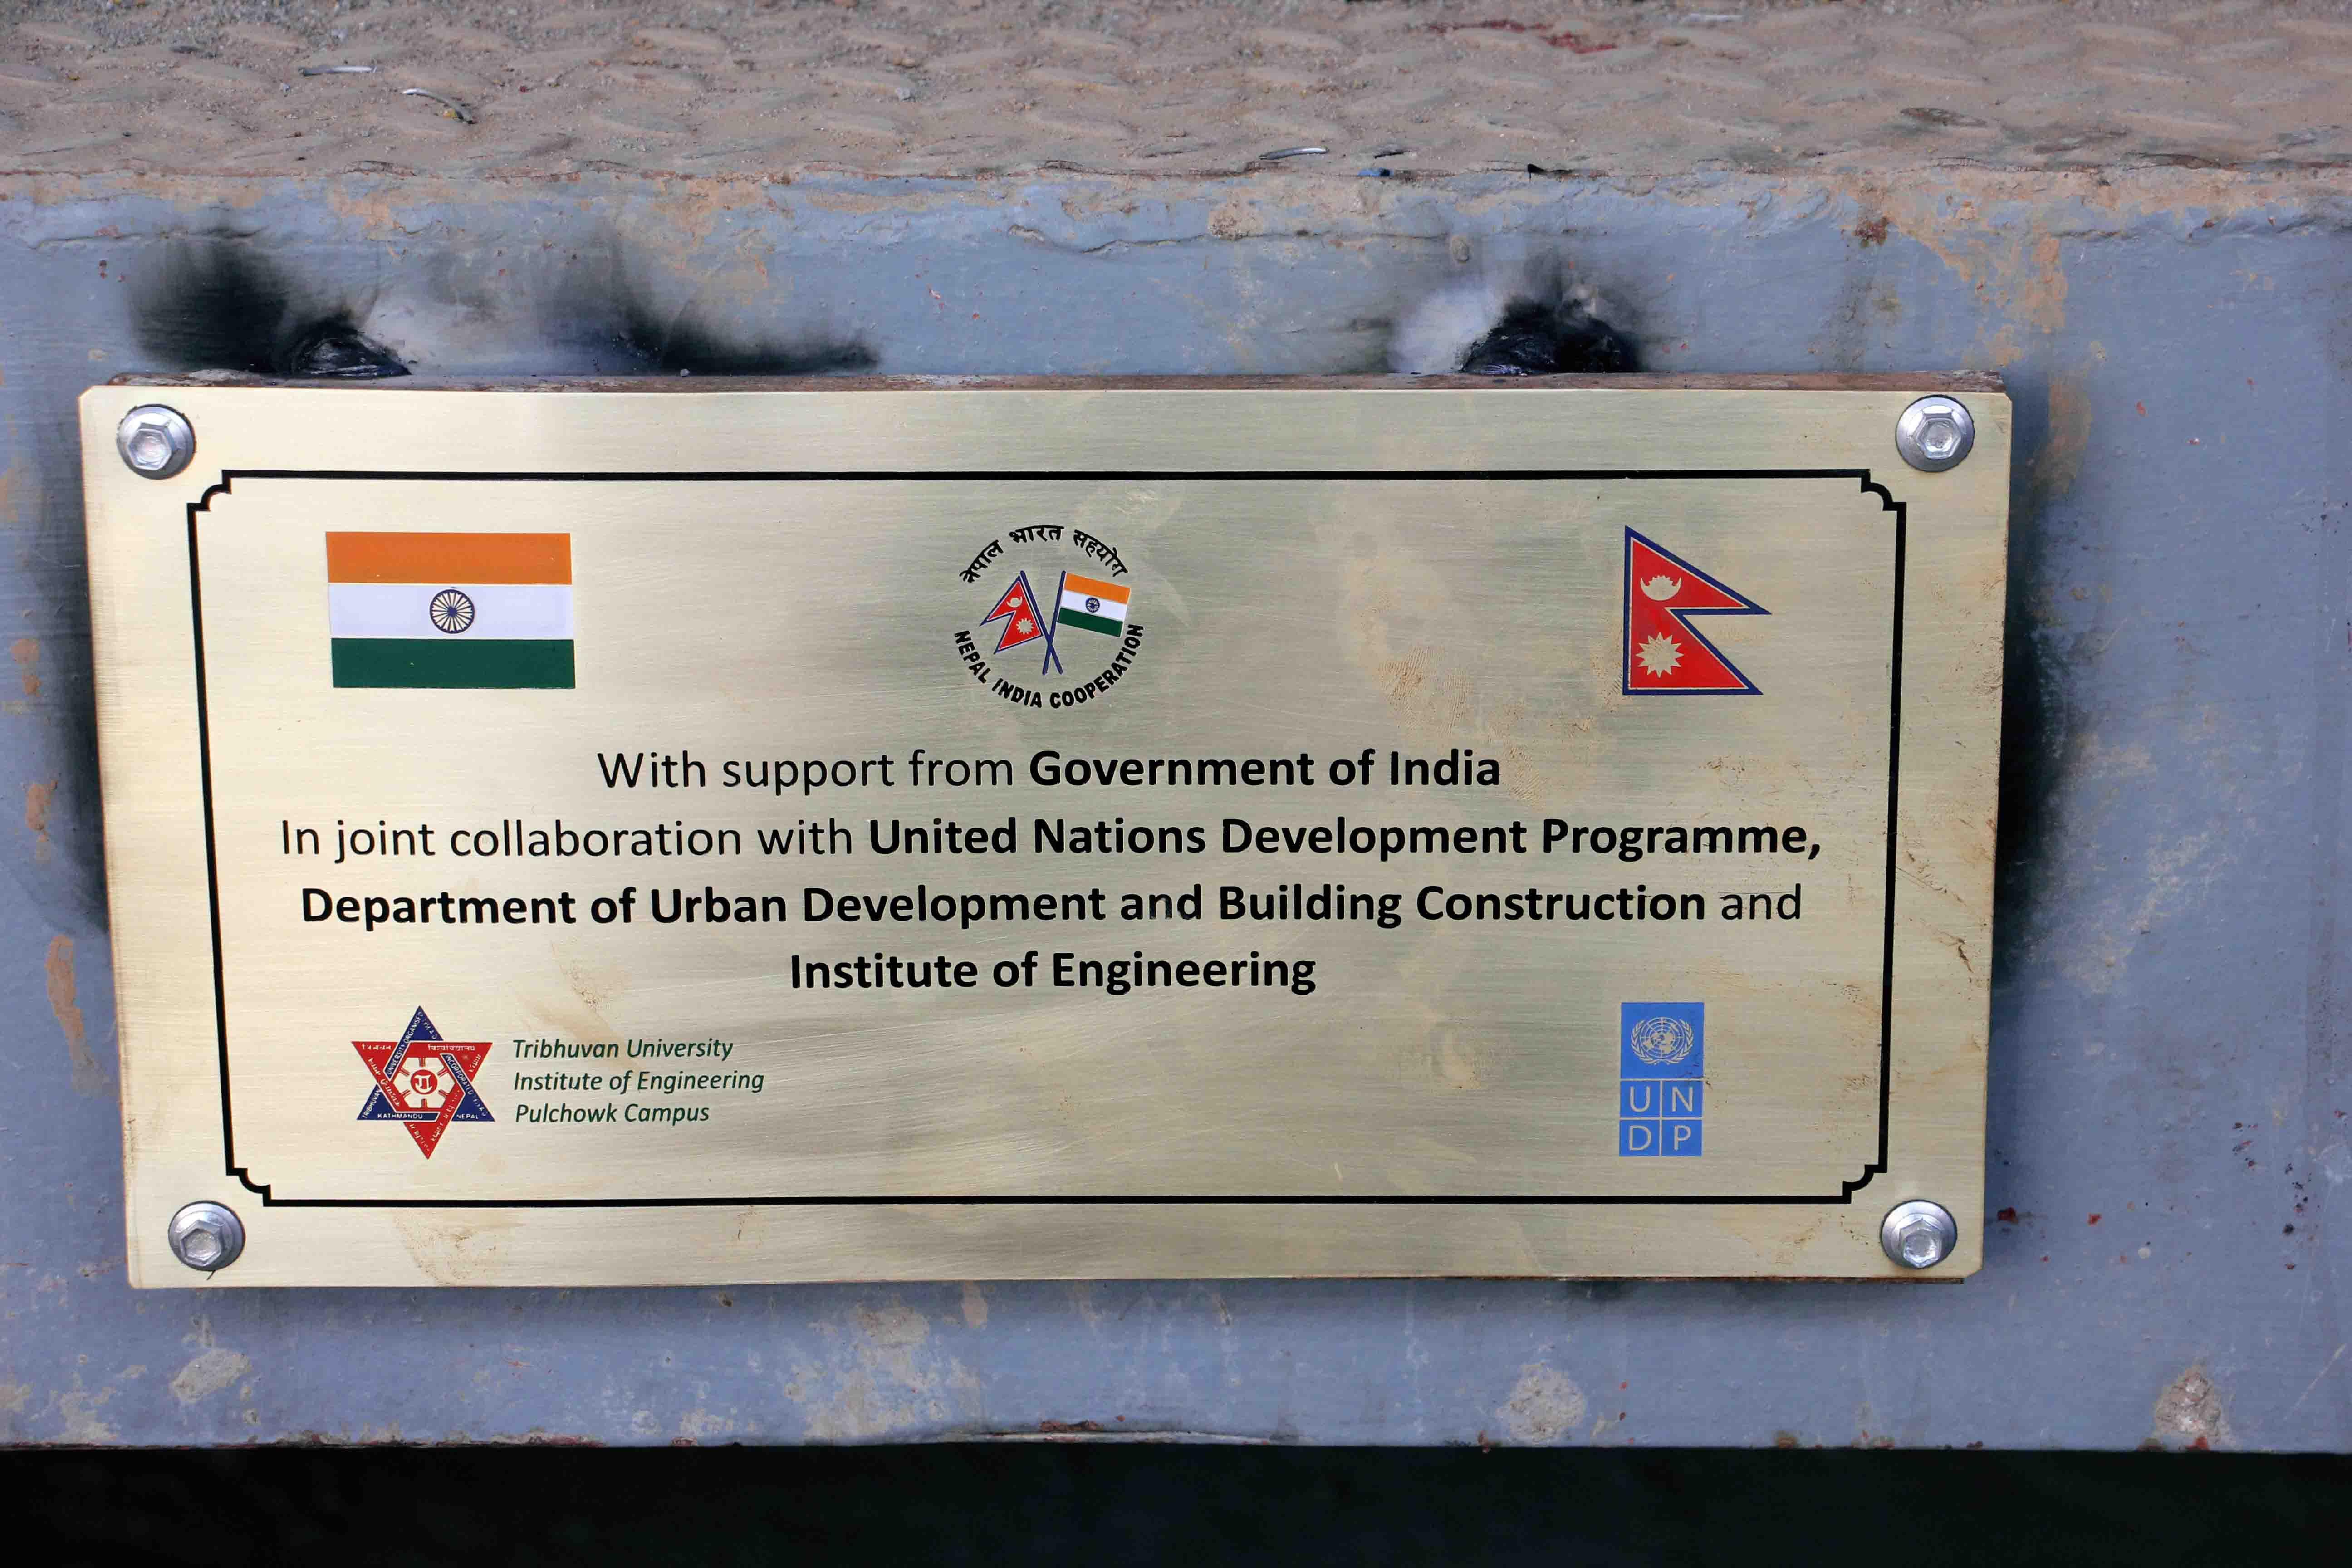 नेपाल भारत सहयोग
NEPAL INDIA COOPERATION
With support from Government of India
In joint collaboration with United Nations Development Programme,
Department of Urban Development and Building Construction and
Institute of Engineering
Tribhuvan University
Institute of Engineering
Pulchowk Campus
KATHMANDU NEPAL
UN
DP